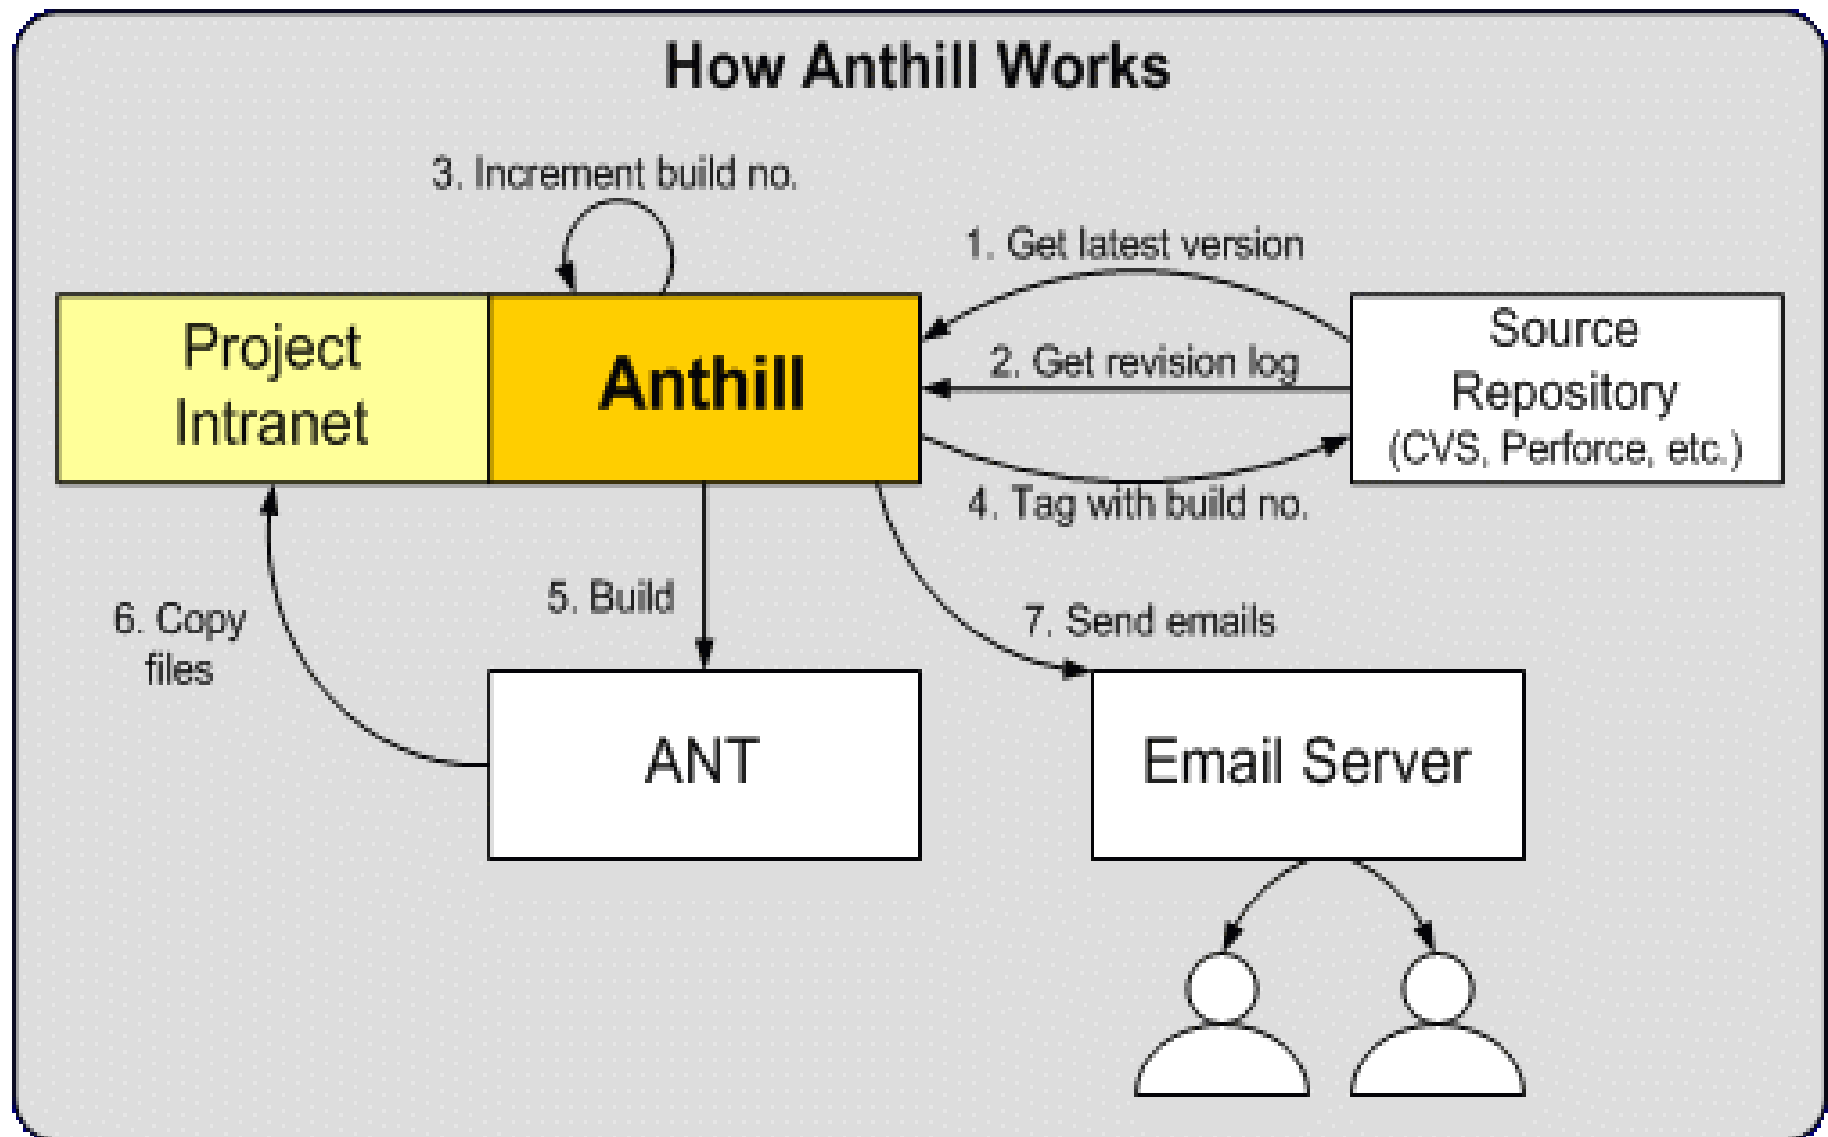 How Anthill Works
3. Increment build no.
1. Get latest version
Project
Intranet
Anthill
2. Get revision log
Source
Repository
(CVS, Perforce, etc.)
4. Tag with build no.
5. Build
6. Copy
files
7. Send emails
ANT
Email Server